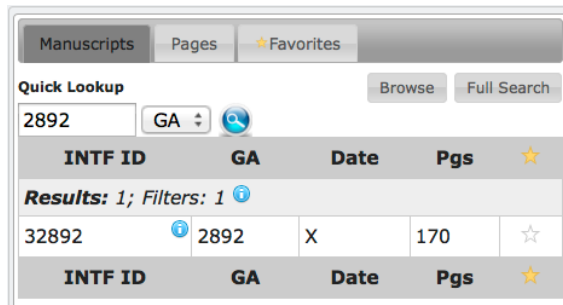 Manuscripts Pages Favorites
Quick Lookup Browse Full Search
2892 GA
INTF ID GA Date Pgs
Results: 1; Filters: 1
32892 2892 X 170
INTF ID GA Date Pgs